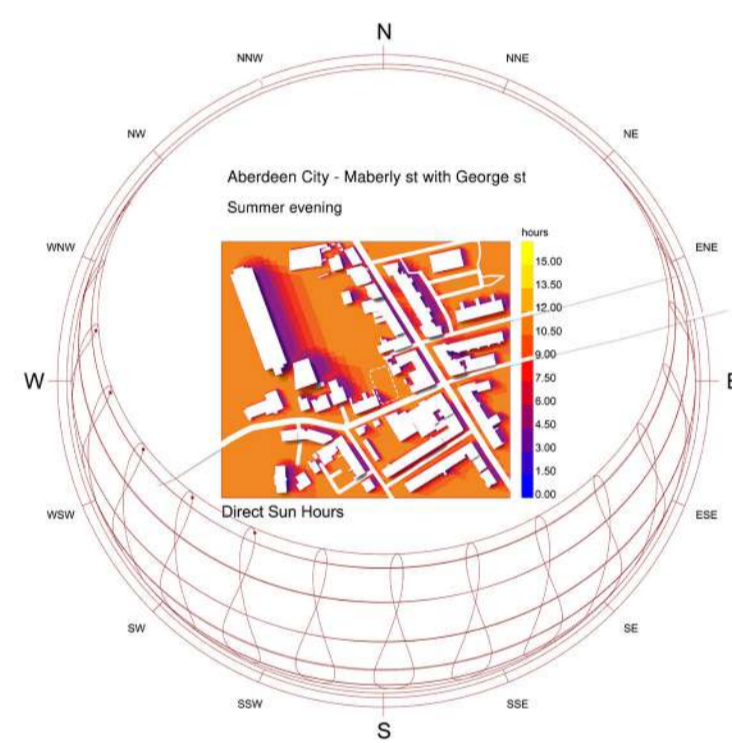 N
NNW
NNE
NW
NE
Aberdeen City - Maberly st with George st
Summer evening
hours
WNW
ENE
15.00
13.50
12.00
10.50
9.00
7.50
6.00
4.50
3.00
1.50
0.00
W
E
Direct Sun Hours
WSW
ESE
SW
SE
SSW
SSE
S